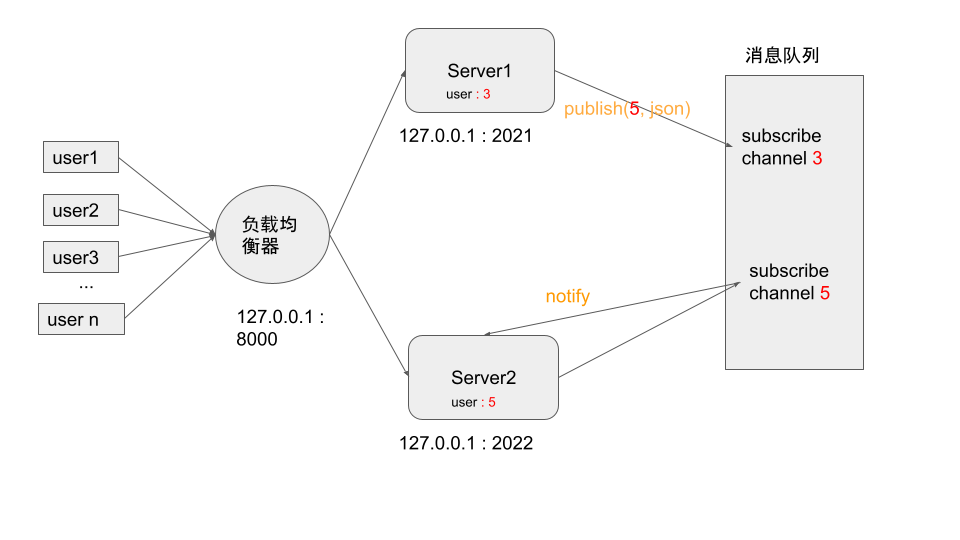 消息队列
Server1
user : 3
publish(5, json)
127.0.0.1 : 2021
subscribe
channel 3
user1
user2
user3
...
user n
负载均
衡器
127.0.0.1 :
8000
subscribe
channel 5
notify
Server2
user : 5
127.0.0.1 : 2022